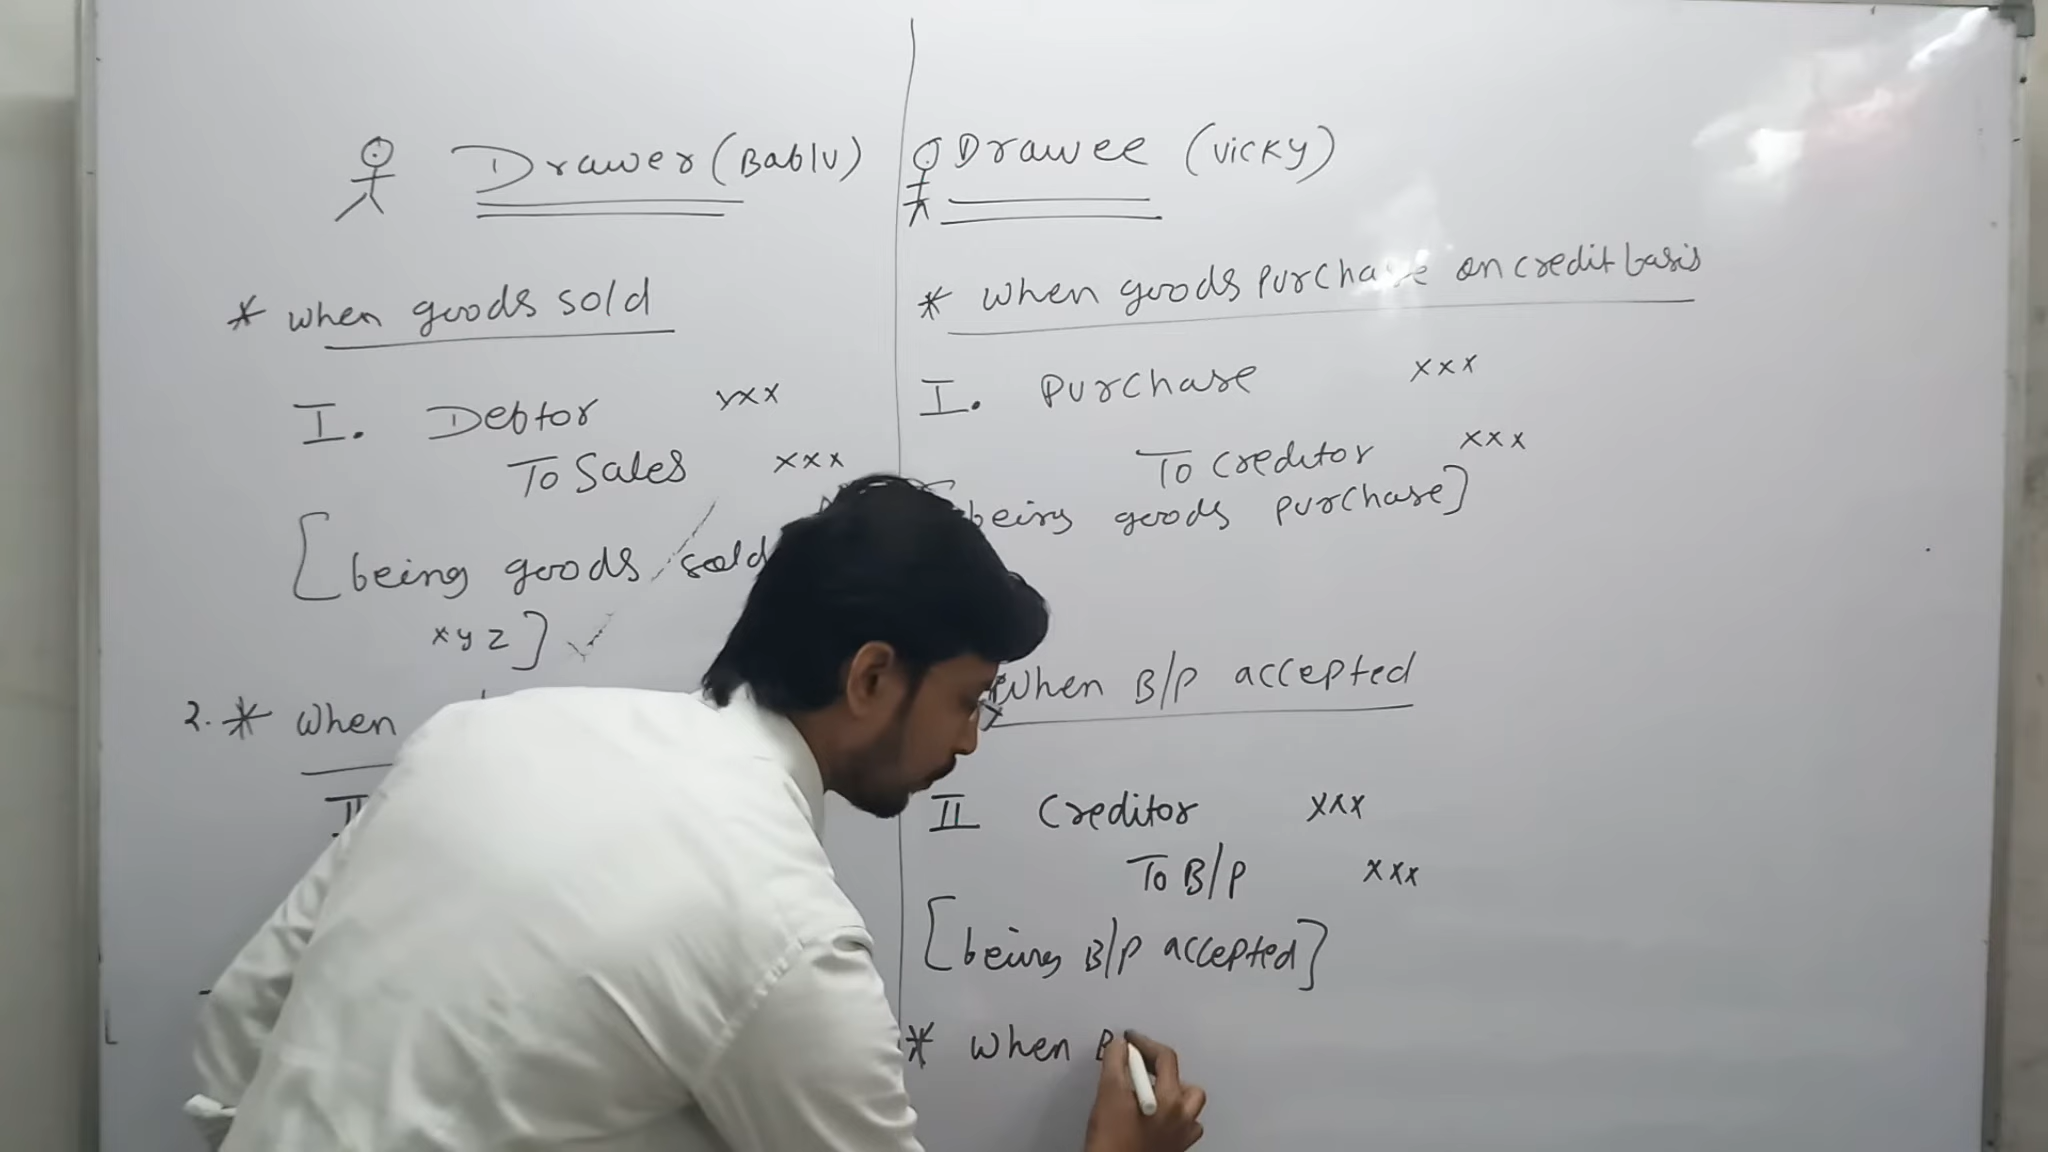 Drawer (Bablu)
* when goods sold
I. Debtor xxx
To Sales xxx
[being goods sold
xyz]
2. * when
II
Drawee (Vicky)
* when goods purchase on credit basis
I. purchase xxx
To creditor xxx
being goods purchase]
when B/P accepted
II Creditor xxx
To B/P xxx
[being B/P accepted]
* when B